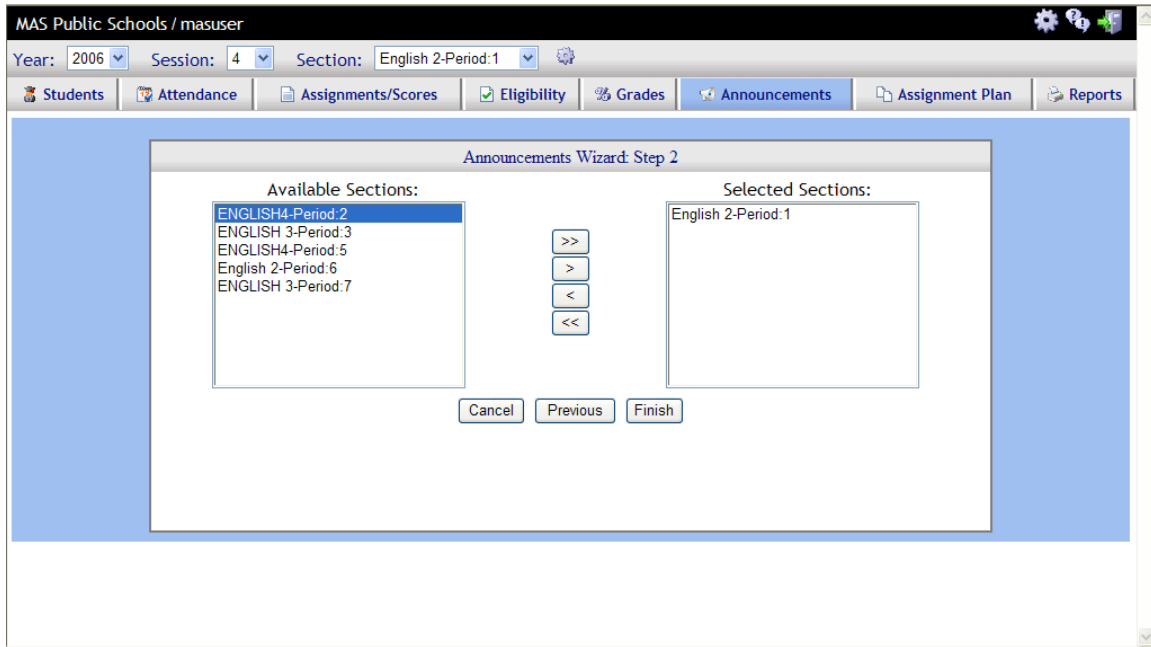 MAS Public Schools / masuser
Year: 2006 Session: 4 Section: English 2-Period:1
Students Attendance Assignments/Scores Eligibility Grades Announcements Assignment Plan Reports
Announcements Wizard: Step 2
Available Sections: Selected Sections:
ENGLISH4-Period:2 English 2-Period:1
ENGLISH 3-Period:3
ENGLISH4-Period:5
English 2-Period:6
ENGLISH 3-Period:7
>>
>
<
<<
Cancel Previous Finish